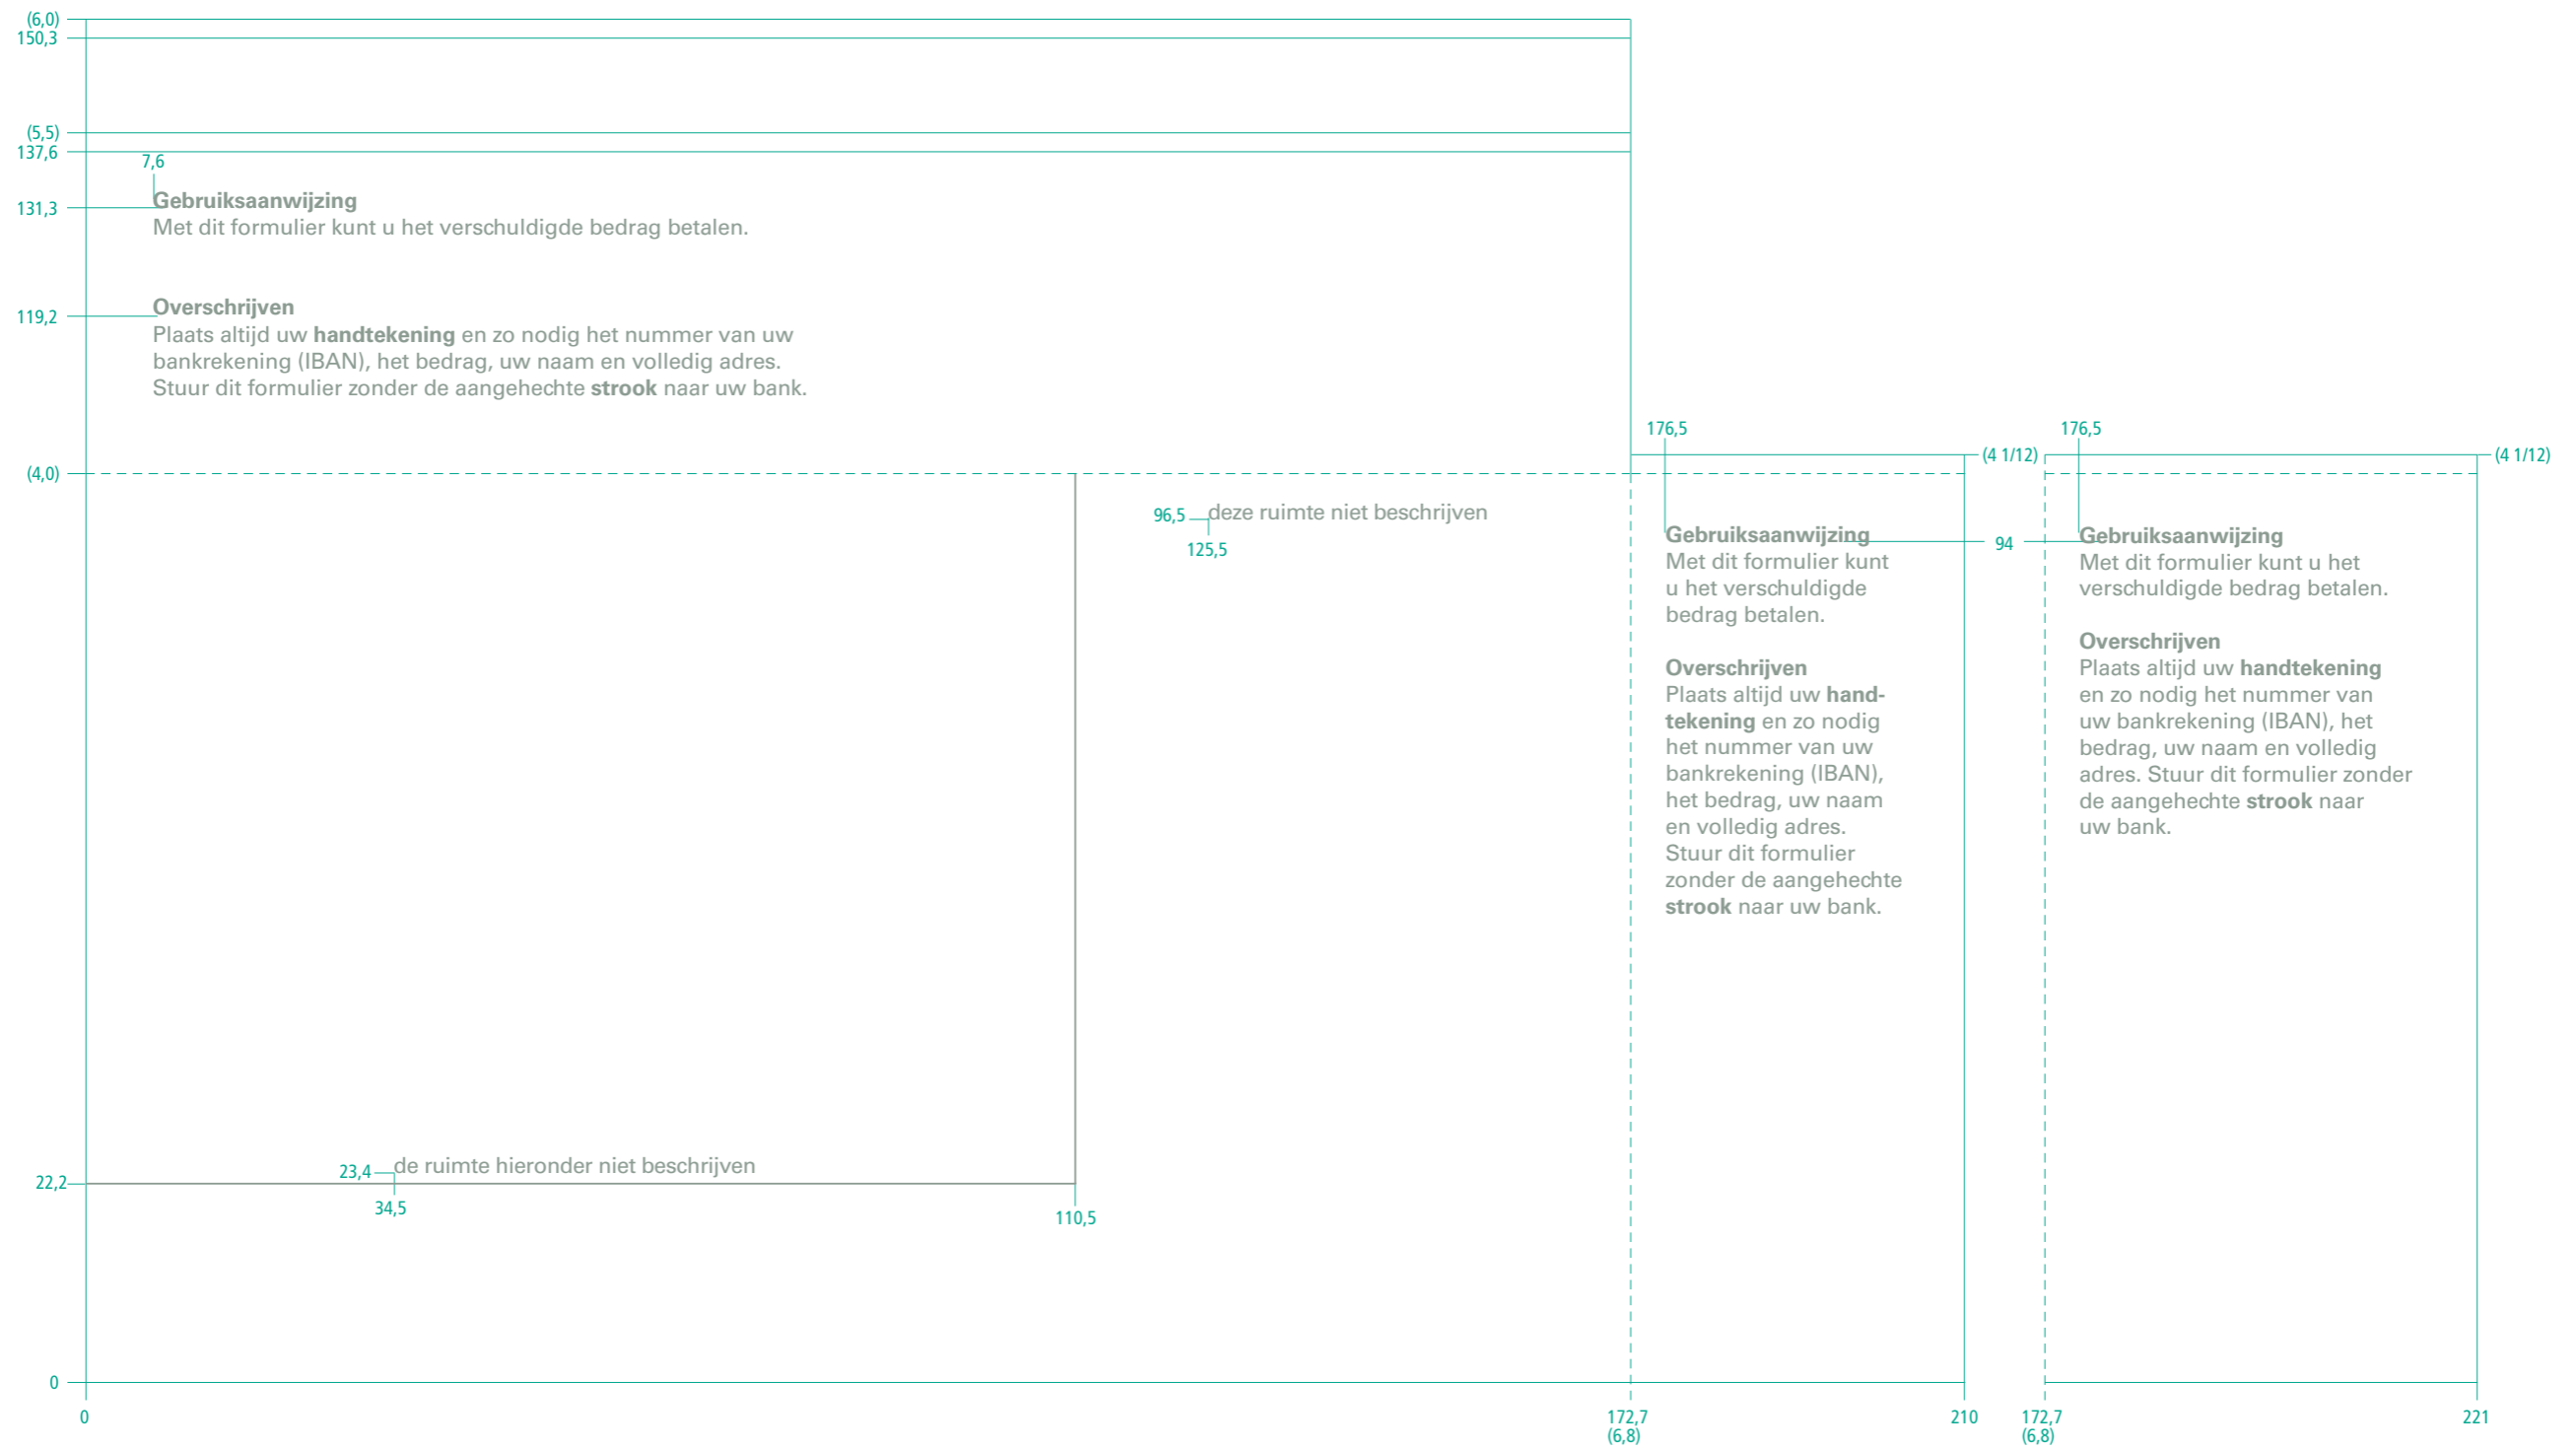 (6,0)
150,3
(5,5)
137,6
7,6
131,3
Gebruiksaanwijzing
Met dit formulier kunt u het verschuldigde bedrag betalen.
119,2
Overschrijven
Plaats altijd uw handtekening en zo nodig het nummer van uw
bankrekening (IBAN), het bedrag, uw naam en volledig adres.
Stuur dit formulier zonder de aangehechte strook naar uw bank.
(4,0)
96,5 deze ruimte niet beschrijven
125,5
176,5
(4 1/12)
Gebruiksaanwijzing
Met dit formulier kunt
u het verschuldigde
bedrag betalen.
Overschrijven
Plaats altijd uw hand-
tekening en zo nodig
het nummer van uw
bankrekening (IBAN),
het bedrag, uw naam
en volledig adres.
Stuur dit formulier
zonder de aangehechte
strook naar uw bank.
94
176,5
(4 1/12)
Gebruiksaanwijzing
Met dit formulier kunt u het
verschuldigde bedrag betalen.
Overschrijven
Plaats altijd uw handtekening
en zo nodig het nummer van
uw bankrekening (IBAN), het
bedrag, uw naam en volledig
adres. Stuur dit formulier zonder
de aangehechte strook naar
uw bank.
23,4 de ruimte hieronder niet beschrijven
22,2
34,5
110,5
0
0
172,7
(6,8)
210
172,7
(6,8)
221